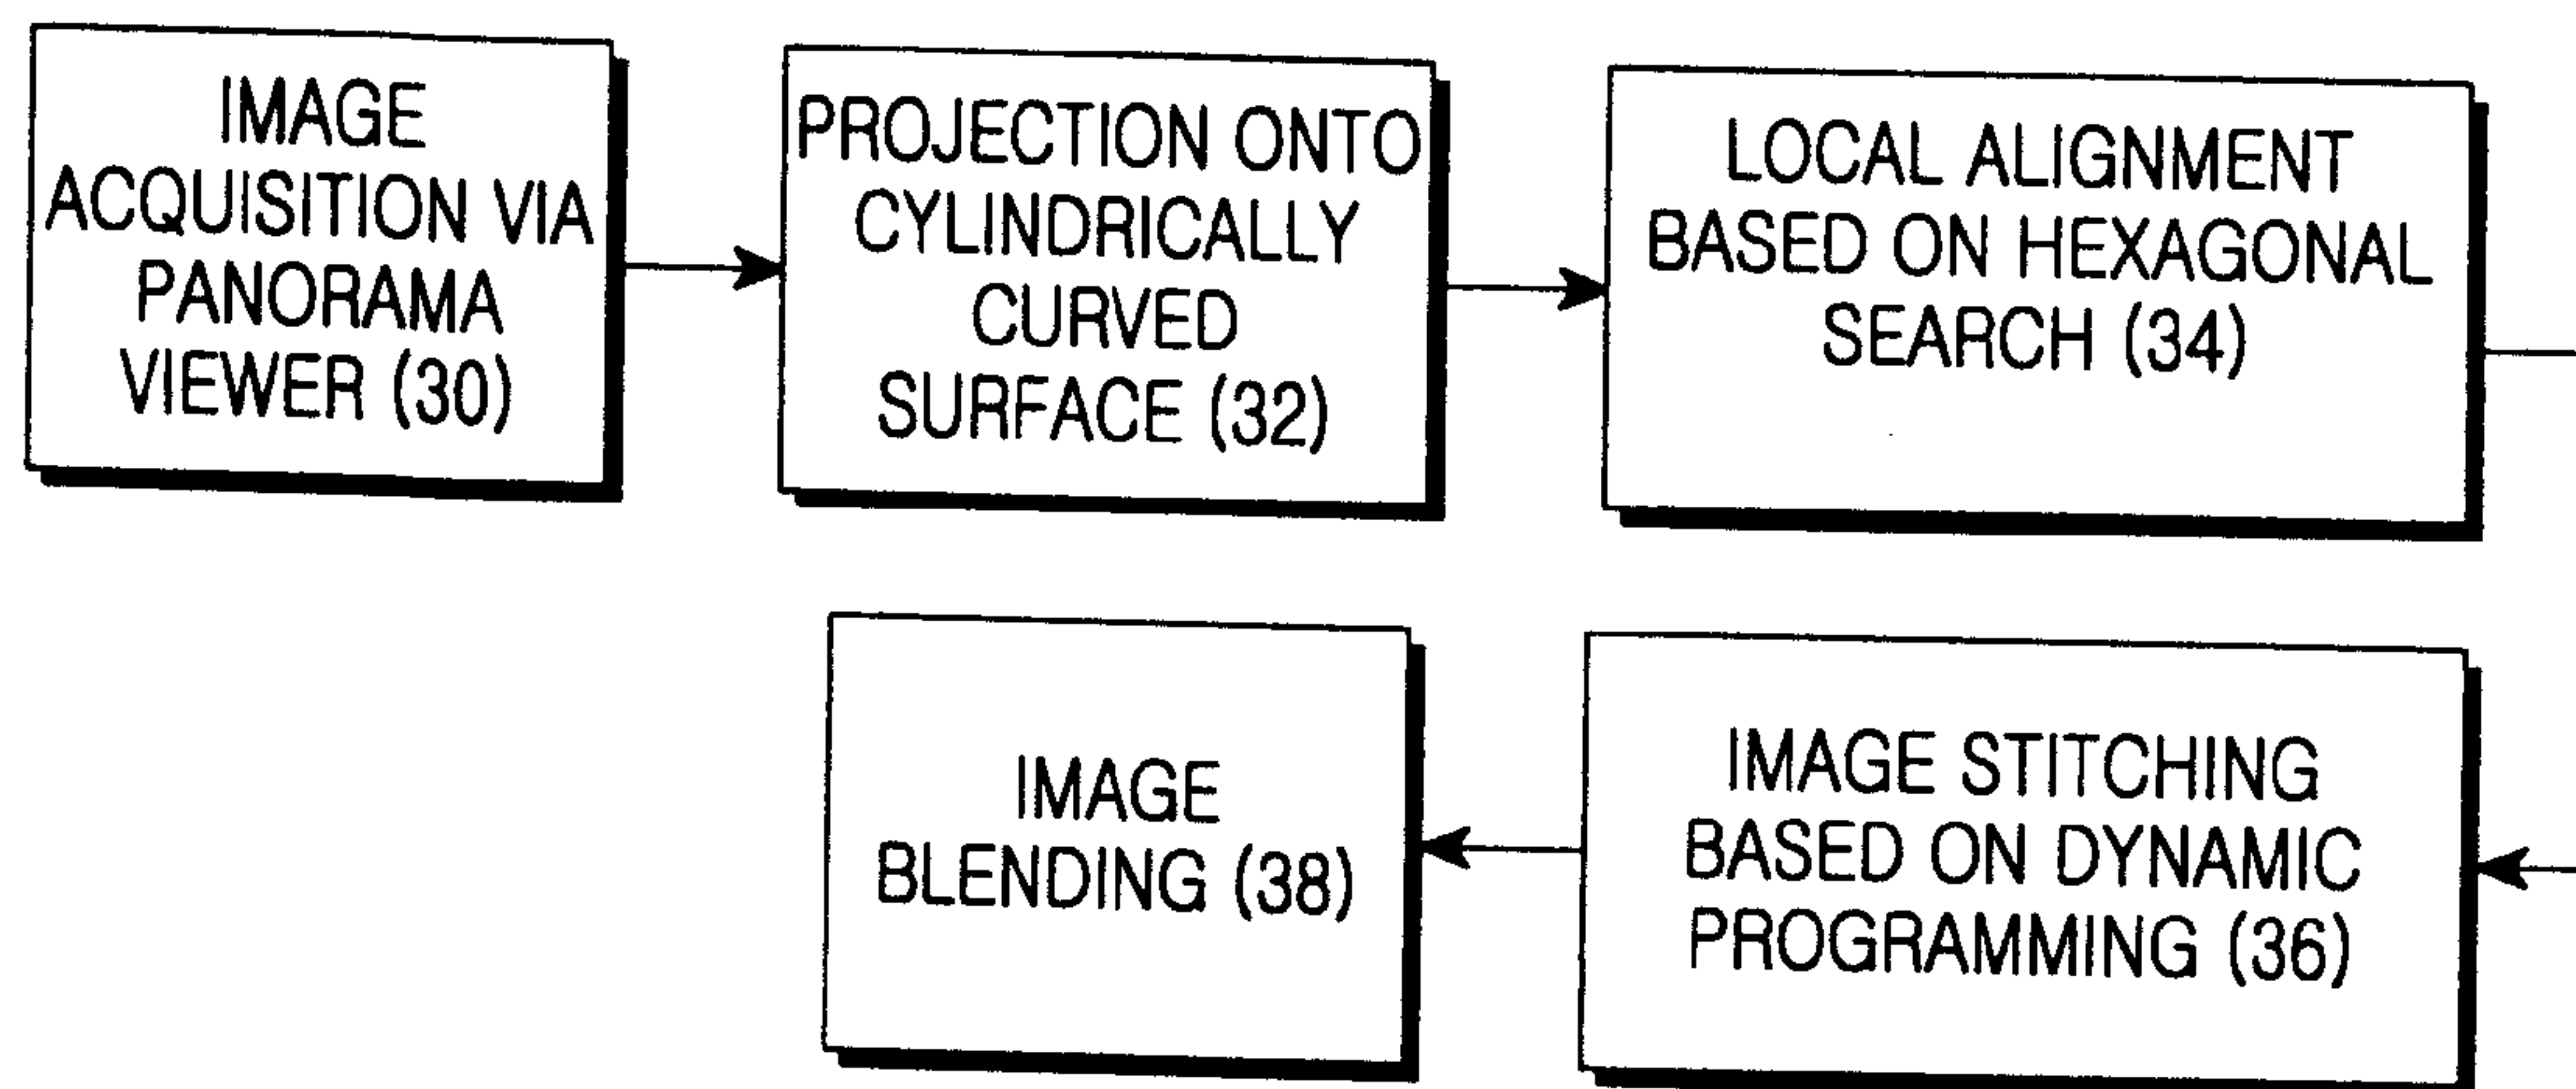 IMAGE
ACQUISITION VIA
PANORAMA
VIEWER (30)
PROJECTION ONTO
CYLINDRICALLY
CURVED
SURFACE (32)
LOCAL ALIGNMENT
BASED ON HEXAGONAL
SEARCH (34)
IMAGE STITCHING
BASED ON DYNAMIC
PROGRAMMING (36)
IMAGE
BLENDING (38)